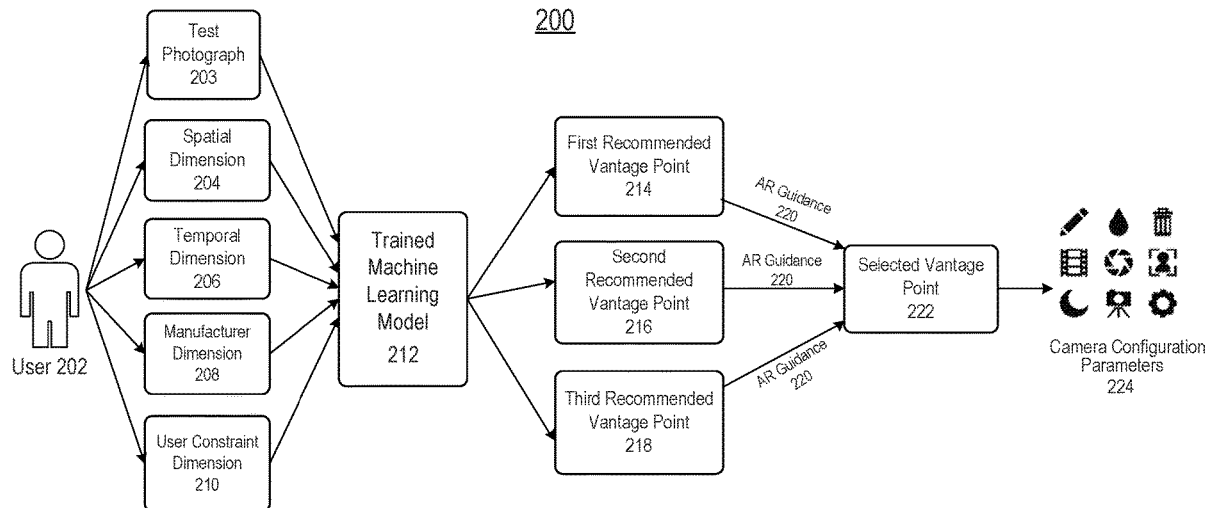 200
Test
Photograph
203
Spatial
Dimension
204
Temporal
Dimension
206
Manufacturer
Dimension
208
User Constraint
Dimension
210
User 202
Trained
Machine
Learning
Model
212
First Recommended
Vantage Point
214
Second
Recommended
Vantage Point
216
Third Recommended
Vantage Point
218
AR Guidance
220
AR Guidance
220
AR Guidance
220
Selected Vantage
Point
222
Camera Configuration
Parameters
224